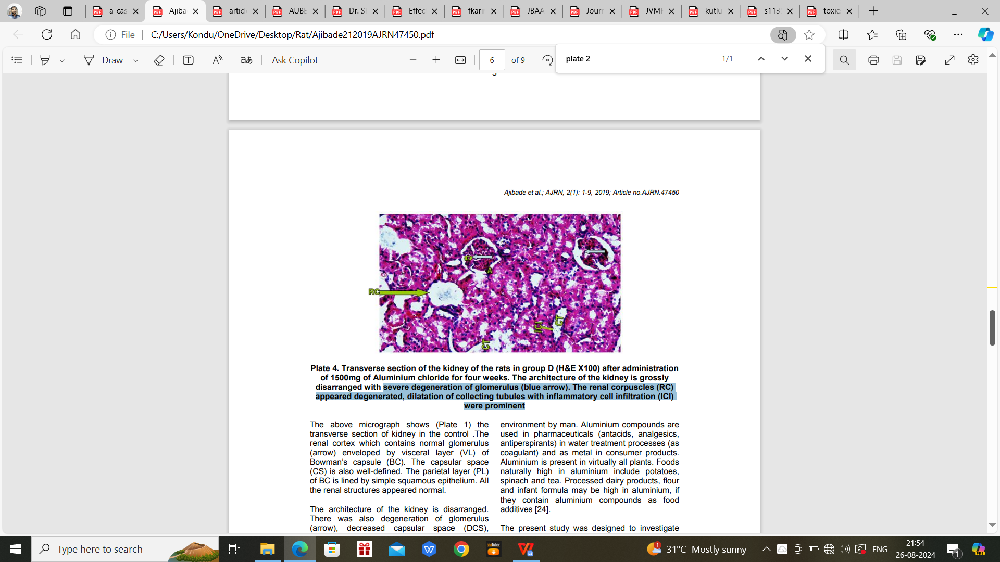 a-cas
Ajiba
article
AUBE
Dr. S
Effec
fkari
JBAA
Journ
JVMF
kutlu
s113
toxic
File
C:/Users/Kondu/OneDrive/Desktop/Rat/Ajibade212019AJRN47450.pdf
plate 2
1/1
Draw
aあ
Ask Copilot
6
of 9
Ajibade et al.; AJRN, 2(1): 1-9, 2019; Article no.AJRN.47450
D
A
RC
ICI
CT
CT
Plate 4. Transverse section of the kidney of the rats in group D (H&E X100) after administration
of 1500mg of Aluminium chloride for four weeks. The architecture of the kidney is grossly
disarranged with severe degeneration of glomerulus (blue arrow). The renal corpuscles (RC)
appeared degenerated, dilatation of collecting tubules with inflammatory cell infiltration (ICI)
were prominent
The above micrograph shows (Plate 1) the
transverse section of kidney in the control .The
renal cortex which contains normal glomerulus
(arrow) enveloped by visceral layer (VL) of
Bowman's capsule (BC). The capsular space
(CS) is also well-defined. The parietal layer (PL)
of BC is lined by simple squamous epithelium. All
the renal structures appeared normal.
The architecture of the kidney is disarranged.
There was also degeneration of glomerulus
(arrow), decreased capsular space (DCS),
environment by man. Aluminium compounds are
used in pharmaceuticals (antacids, analgesics,
antiperspirants) in water treatment processes (as
coagulant) and as metal in consumer products.
Aluminium is present in virtually all plants. Foods
naturally high in aluminium include potatoes,
spinach and tea. Processed dairy products, flour
and infant formula may be high in aluminium, if
they contain aluminium compounds as food
additives [24].
The present study was designed to investigate
Type here to search
31°C Mostly sunny
ENG
21:54
26-08-2024
1